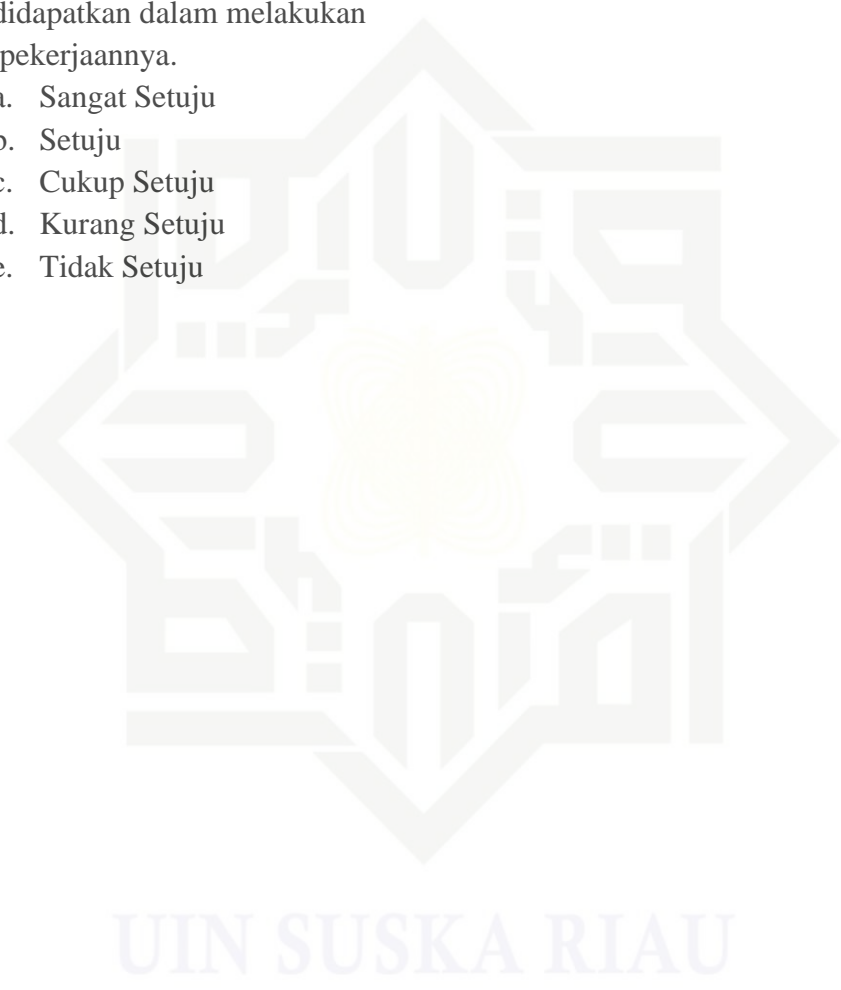 didapatkan dalam melakukan
pekerjaannya.
a. Sangat Setuju
b. Setuju
c. Cukup Setuju
d. Kurang Setuju
e. Tidak Setuju
UIN SUSKA RIAU